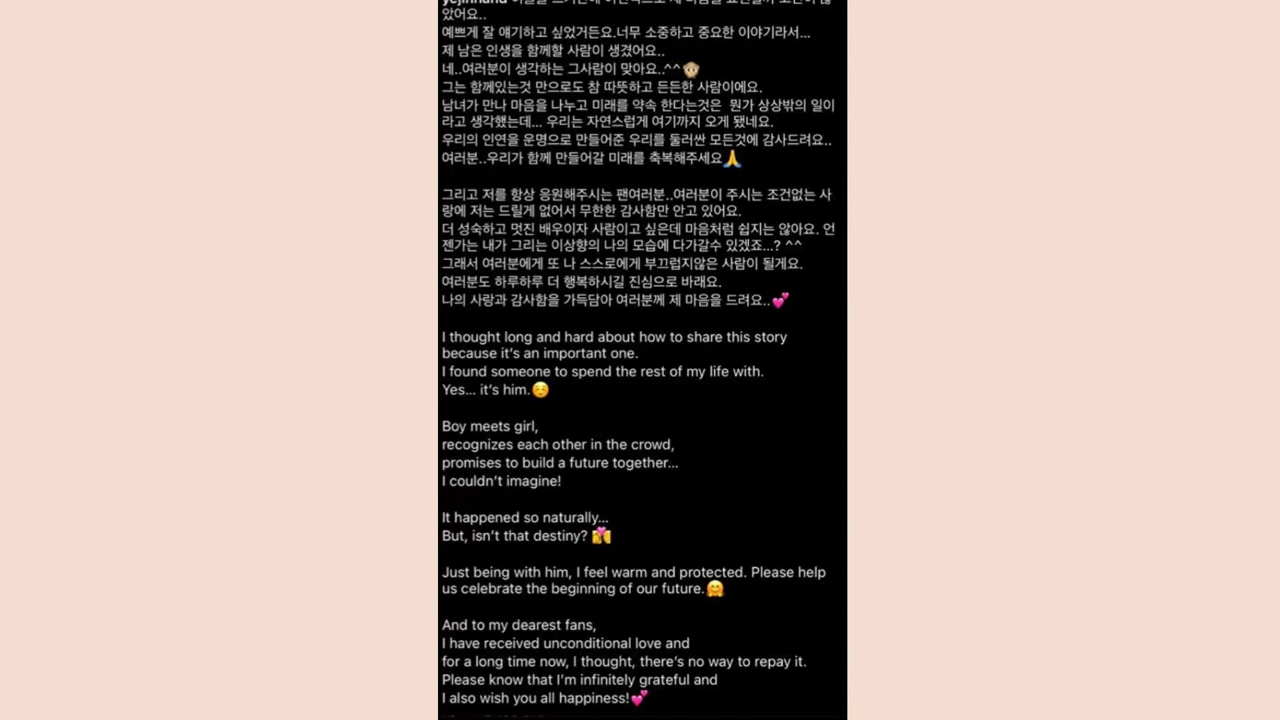 았어요..
예쁘게 잘 얘기하고 싶었거든요.너무 소중하고 중요한 이야기라서...
제 남은 인생을 함께할 사람이 생겼어요..
네..여러분이 생각하는 그사람이 맞아요..^^🐵
그는 함께있는것 만으로도 참 따뜻하고 든든한 사람이에요.
남녀가 만나 마음을 나누고 미래를 약속 한다는것은 뭔가 상상밖의 일이
라고 생각했는데... 우리는 자연스럽게 여기까지 오게 됐네요.
우리의 인연을 운명으로 만들어준 우리를 둘러싼 모든것에 감사드려요..
여러분..우리가 함께 만들어갈 미래를 축복해주세요🙏
그리고 저를 항상 응원해주시는 팬여러분..여러분이 주시는 조건없는 사
랑에 저는 드릴게 없어서 무한한 감사함만 안고 있어요.
더 성숙하고 멋진 배우이자 사람이고 싶은데 마음처럼 쉽지는 않아요. 언
젠가는 내가 그리는 이상향의 나의 모습에 다가갈수 있겠죠...? ^^
그래서 여러분에게 또 나 스스로에게 부끄럽지않은 사람이 될게요.
여러분도 하루하루 더 행복하시길 진심으로 바래요.
나의 사랑과 감사함을 가득담아 여러분께 제 마음을 드려요..💕
I thought long and hard about how to share this story
because it’s an important one.
I found someone to spend the rest of my life with.
Yes... it’s him.☺️
Boy meets girl,
recognizes each other in the crowd,
promises to build a future together...
I couldn’t imagine!
It happened so naturally...
But, isn’t that destiny? 💏
Just being with him, I feel warm and protected. Please help
us celebrate the beginning of our future.🤗
And to my dearest fans,
I have received unconditional love and
for a long time now, I thought, there’s no way to repay it.
Please know that I’m infinitely grateful and
I also wish you all happiness!💕